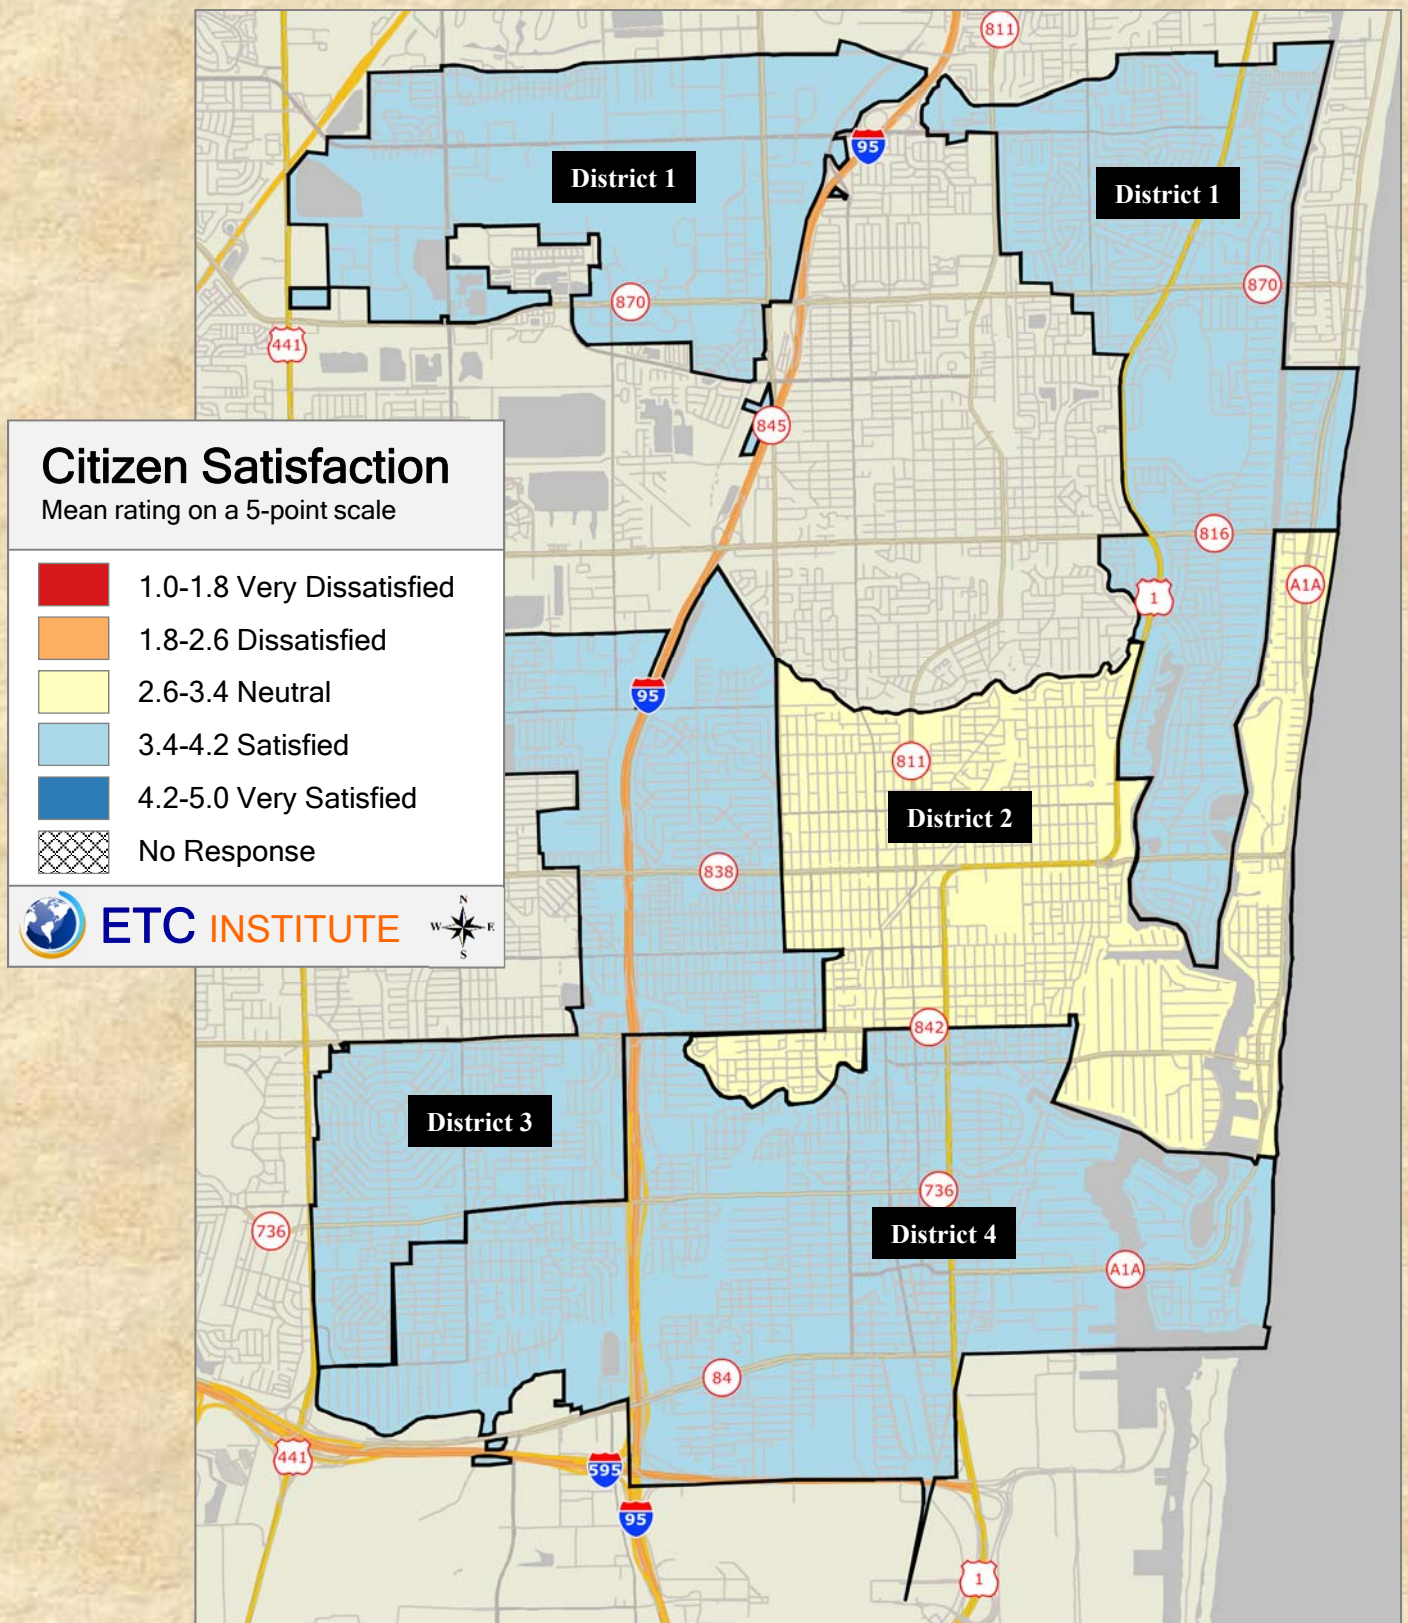 811
95
District 1
District 1
870
870
441
845
Citizen Satisfaction
Mean rating on a 5-point scale
1.0-1.8 Very Dissatisfied
1.8-2.6 Dissatisfied
2.6-3.4 Neutral
3.4-4.2 Satisfied
4.2-5.0 Very Satisfied
No Response
ETC INSTITUTE
N
W E
S
816
A1A
1
95
811
District 2
838
842
District 3
736
736
District 4
A1A
84
441
595
95
1